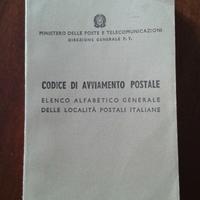 MINISTERO DELLE POSTE E TELECOMUNICAZIONI
DIREZIONE GENERALE P. T.
CODICE DI AVVIAMENTO POSTALE
ELENCO ALFABETICO GENERALE
DELLE LOCALITÀ POSTALI ITALIANE